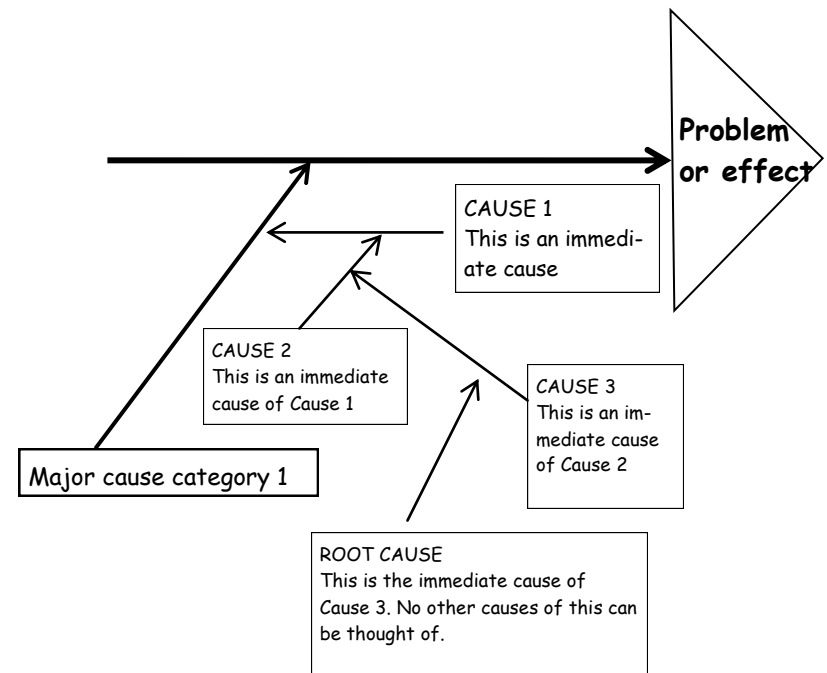 Problem
or effect
CAUSE 1
This is an immedi-
ate cause
CAUSE 2
This is an immediate
cause of Cause 1
CAUSE 3
This is an im-
mediate cause
of Cause 2
Major cause category 1
ROOT CAUSE
This is the immediate cause of
Cause 3. No other causes of this can
be thought of.